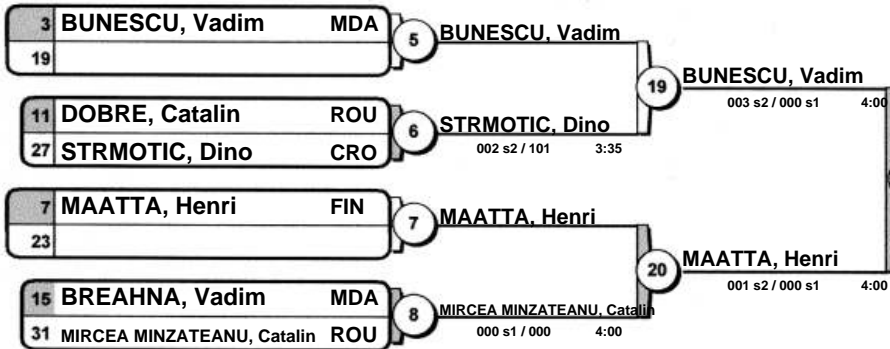 3 BUNESCU, Vadim MDA
19
5
BUNESCU, Vadim
11 DOBRE, Catalin ROU
27 STRMOTIC, Dino CRO
6
STRMOTIC, Dino
002 s2 / 101 3:35
19
BUNESCU, Vadim
003 s2 / 000 s1 4:00
7 MAATTA, Henri FIN
23
7
MAATTA, Henri
15 BREAHNA, Vadim MDA
31 MIRCEA MINZATEANU, Catalin ROU
8
MIRCEA MINZATEANU, Catalin
000 s1 / 000 4:00
20
MAATTA, Henri
001 s2 / 000 s1 4:00